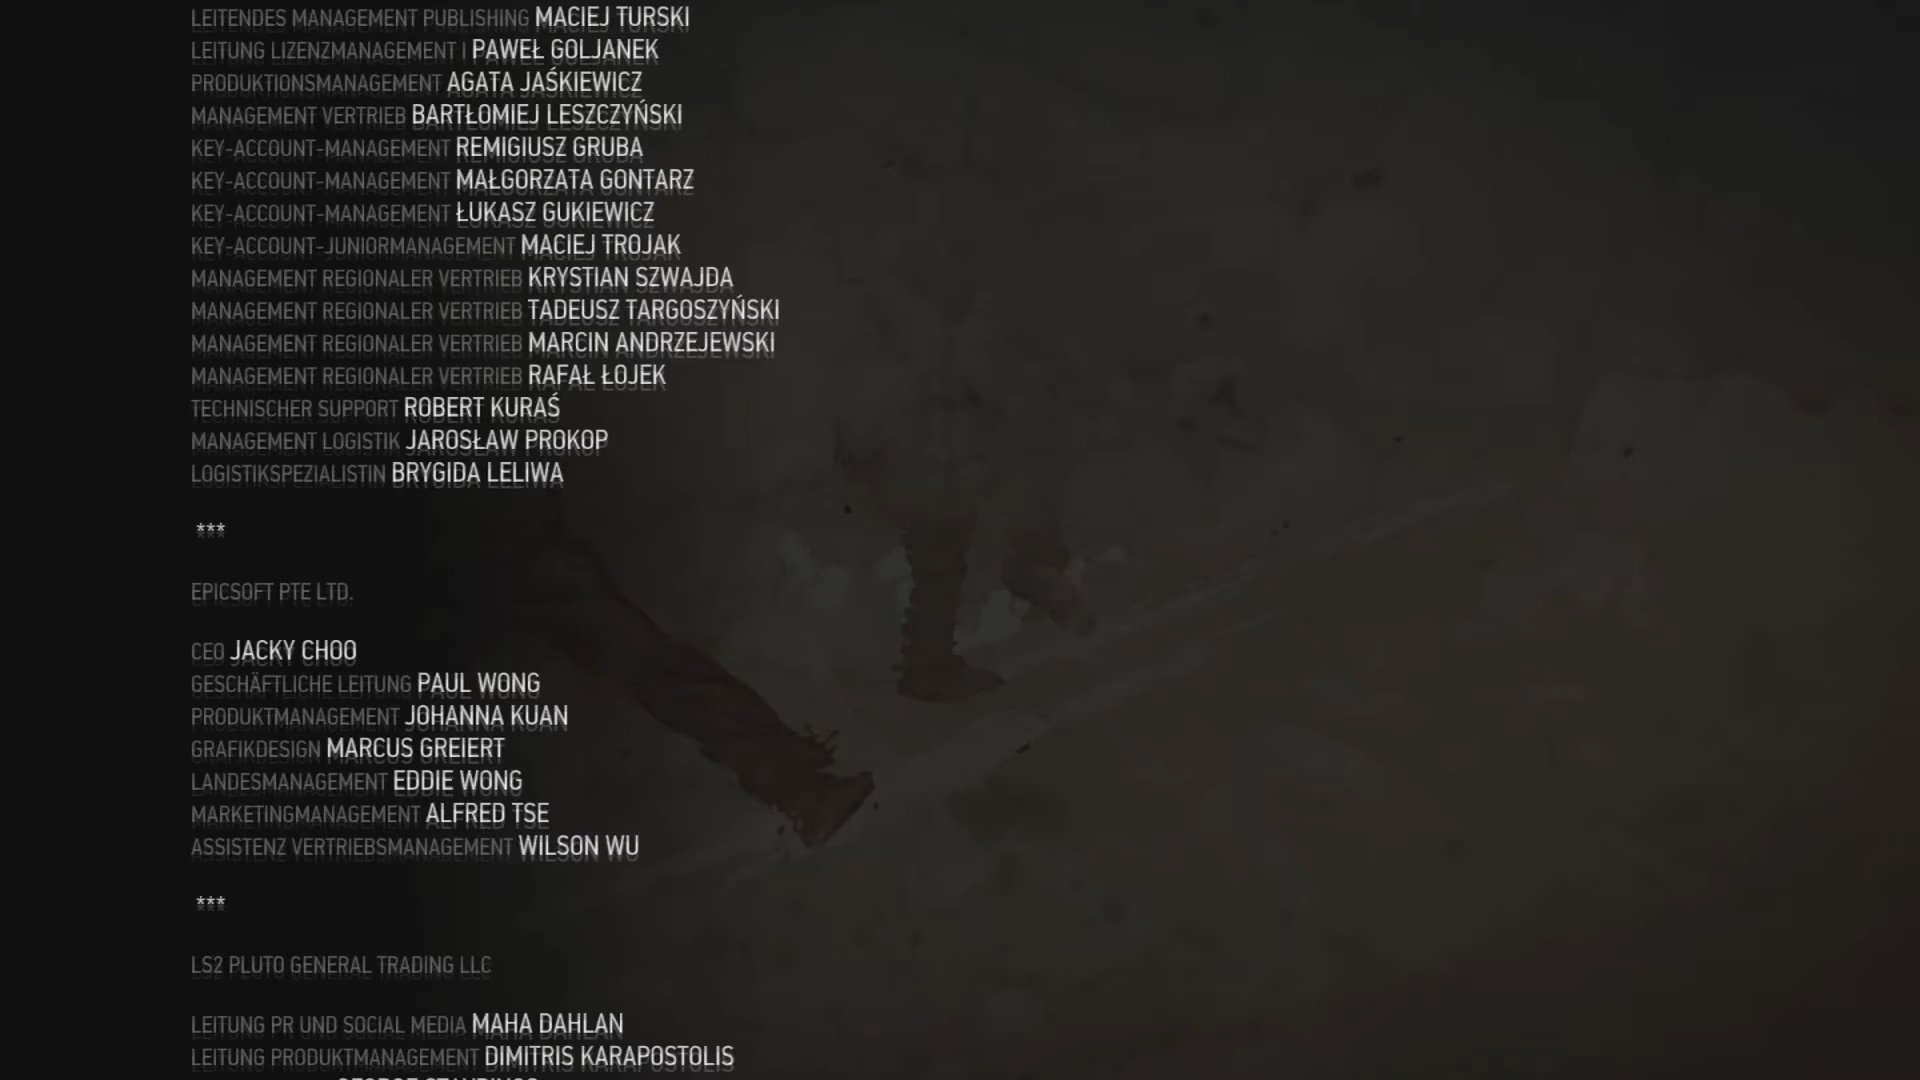 LEITENDES MANAGEMENT PUBLISHING MACIEJ TURSKI
LEITUNG LIZENZMANAGEMENT I PAWEŁ GOLJANEK
PRODUKTIONSMANAGEMENT AGATA JAŚKIEWICZ
MANAGEMENT VERTRIEB BARTŁOMIEJ LESZCZYŃSKI
KEY-ACCOUNT-MANAGEMENT REMIGIUSZ GRUBA
KEY-ACCOUNT-MANAGEMENT MAŁGORZATA GONTARZ
KEY-ACCOUNT-MANAGEMENT ŁUKASZ GUKIEWICZ
KEY-ACCOUNT-JUNIORMANAGEMENT MACIEJ TROJAK
MANAGEMENT REGIONALER VERTRIEB KRYSTIAN SZWAJDA
MANAGEMENT REGIONALER VERTRIEB TADEUSZ TARGOSZYŃSKI
MANAGEMENT REGIONALER VERTRIEB MARCIN ANDRZEJEWSKI
MANAGEMENT REGIONALER VERTRIEB RAFAŁ ŁOJEK
TECHNISCHER SUPPORT ROBERT KURAŚ
MANAGEMENT LOGISTIK JAROSŁAW PROKOP
LOGISTIKSPEZIALISTIN BRYGIDA LELIWA
***
EPICSOFT PTE LTD.
CEO JACKY CHOO
GESCHÄFTLICHE LEITUNG PAUL WONG
PRODUKTMANAGEMENT JOHANNA KUAN
GRAFIKDESIGN MARCUS GREIERT
LANDESMANAGEMENT EDDIE WONG
MARKETINGMANAGEMENT ALFRED TSE
ASSISTENZ VERTRIEBSMANAGEMENT WILSON WU
***
LS2 PLUTO GENERAL TRADING LLC
LEITUNG PR UND SOCIAL MEDIA MAHA DAHLAN
LEITUNG PRODUKTMANAGEMENT DIMITRIS KARAPOSTOLIS